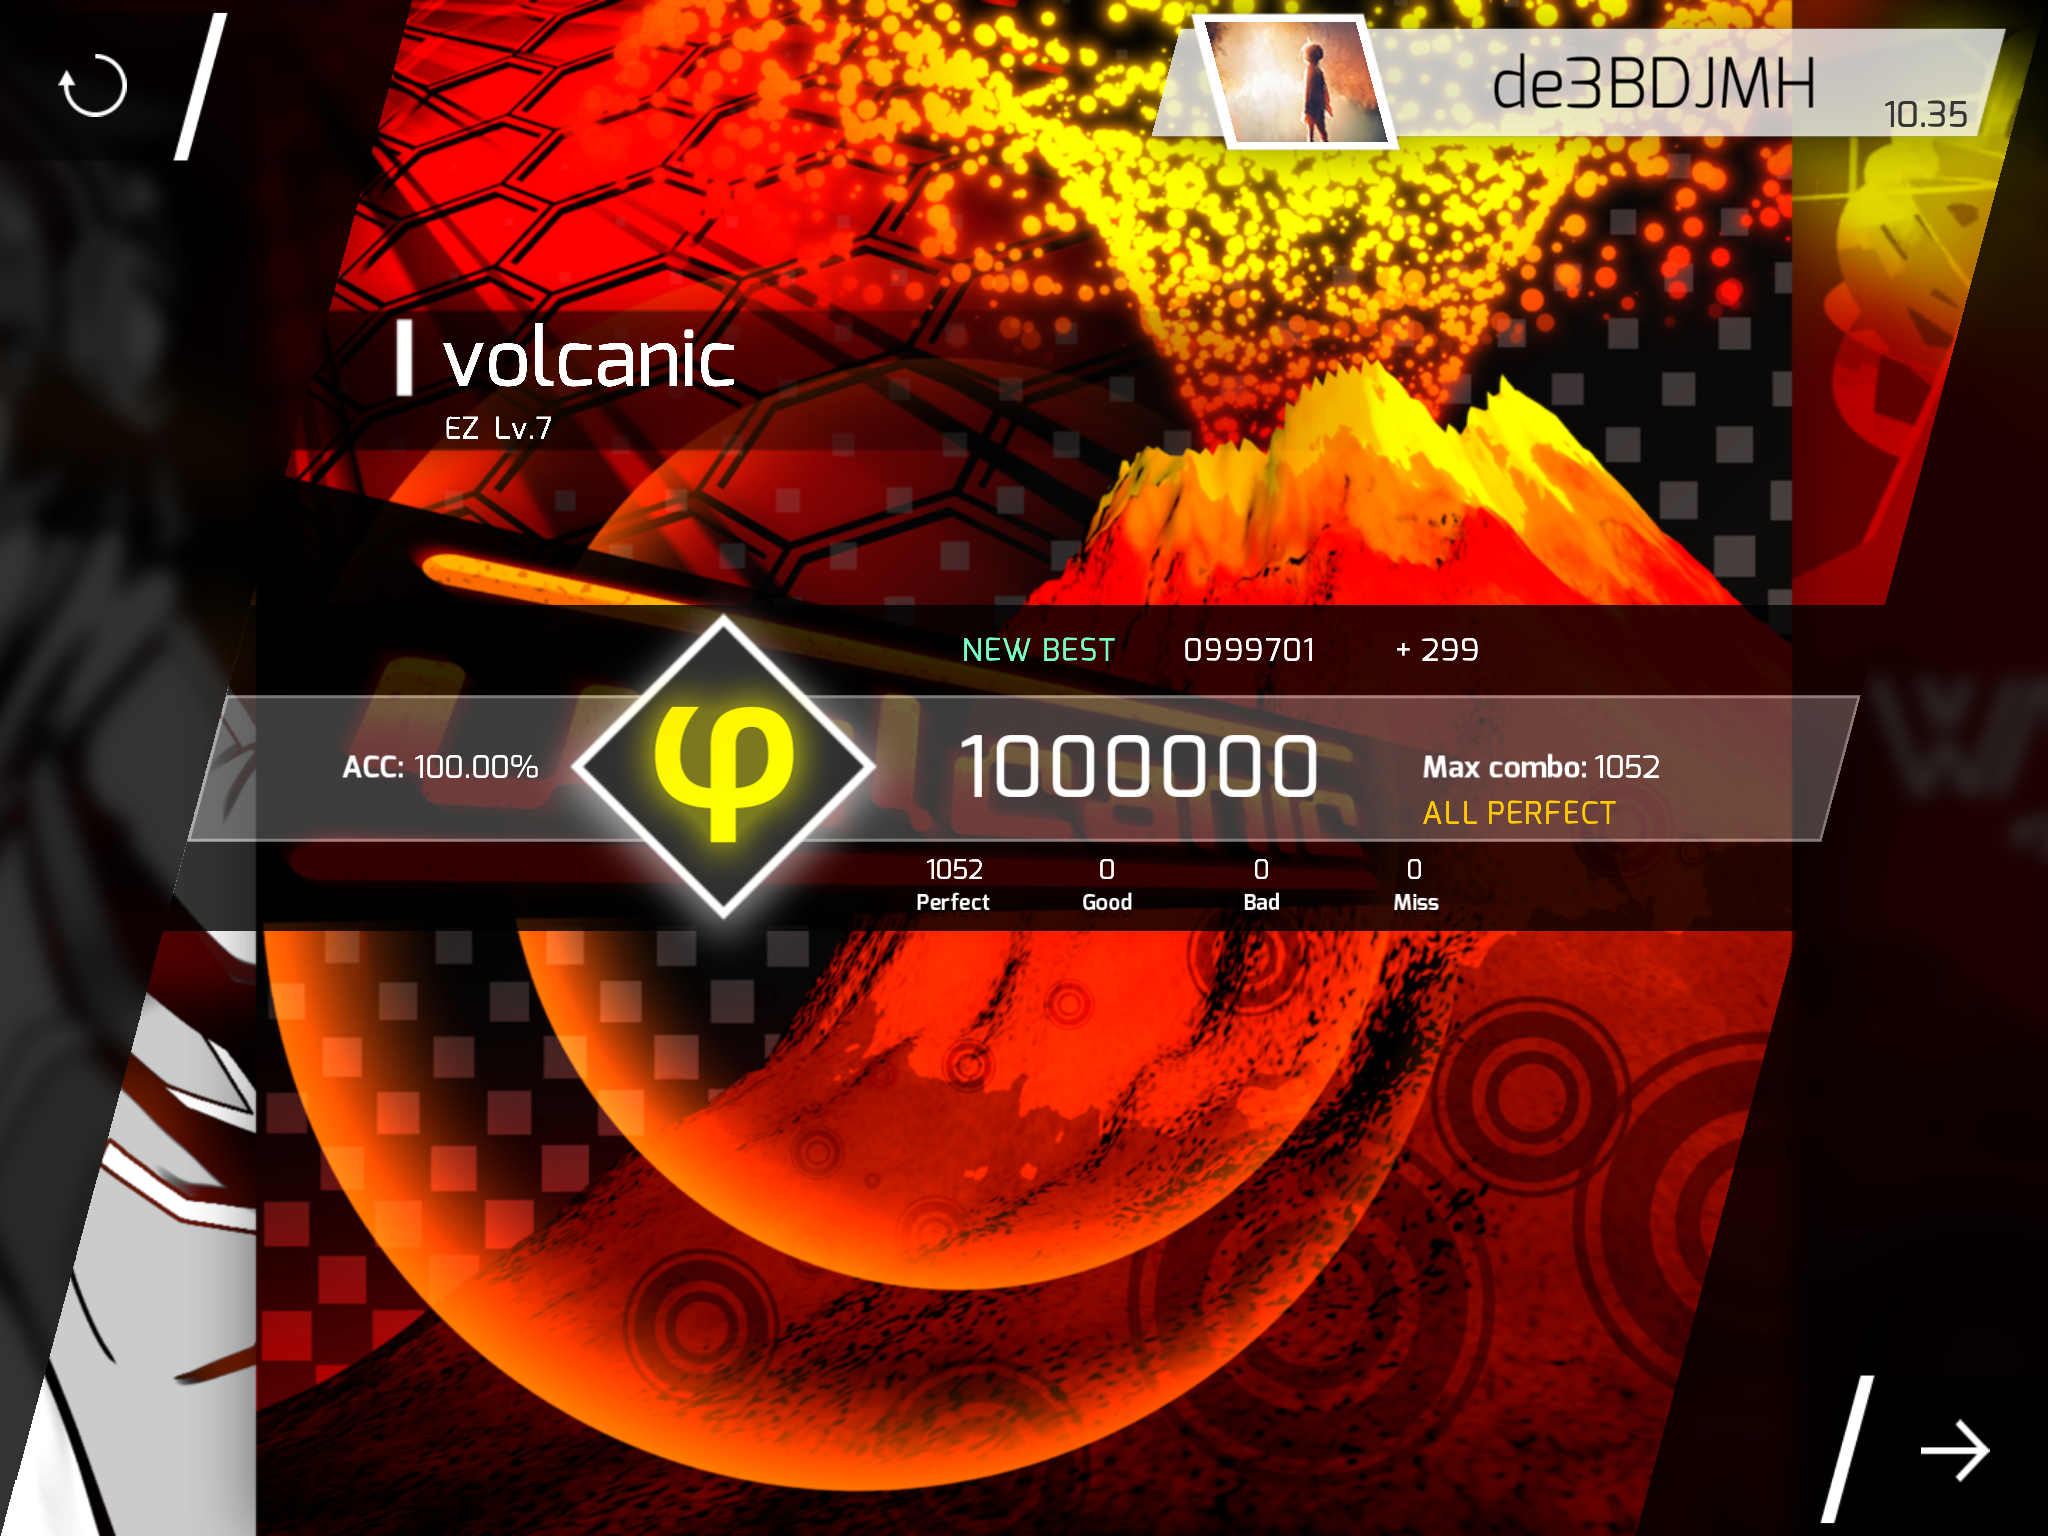 de3BDJMH
10.35
volcanic
EZ Lv.7
NEW BEST 0999701 + 299
φ
ACC: 100.00% 1000000 Max combo: 1052
ALL PERFECT
1052 0 0 0
Perfect Good Bad Miss
volcanic